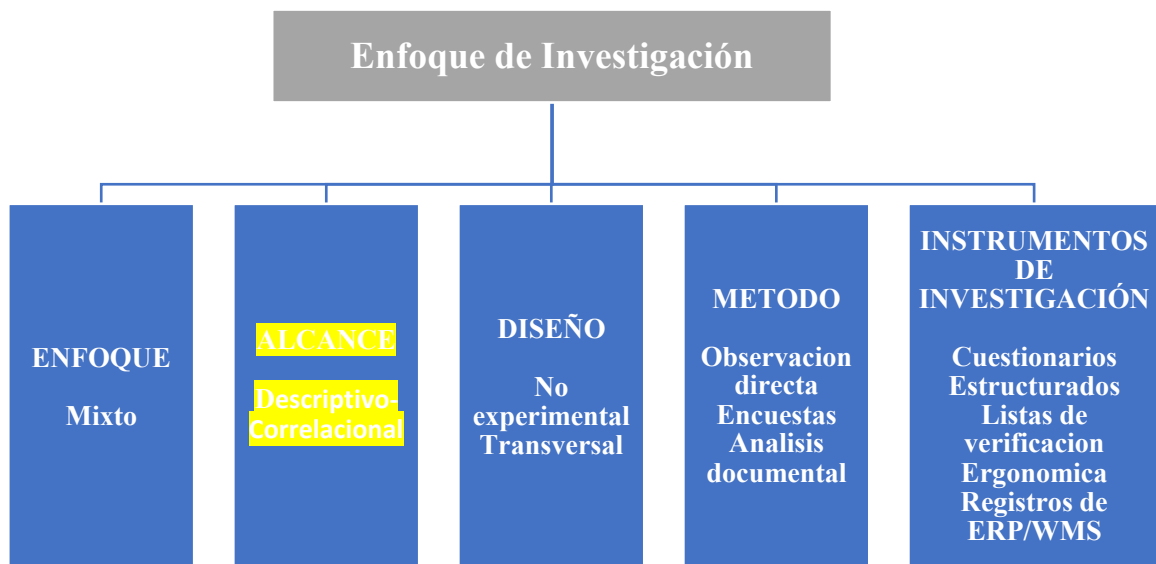 Enfoque de Investigación
ENFOQUE
Mixto
ALCANCE
Descriptivo-
Correlacional
DISEÑO
No
experimental
Transversal
METODO
Observacion
directa
Encuestas
Analisis
documental
INSTRUMENTOS
DE
INVESTIGACIÓN
Cuestionarios
Estructurados
Listas de
verificacion
Ergonomica
Registros de
ERP/WMS